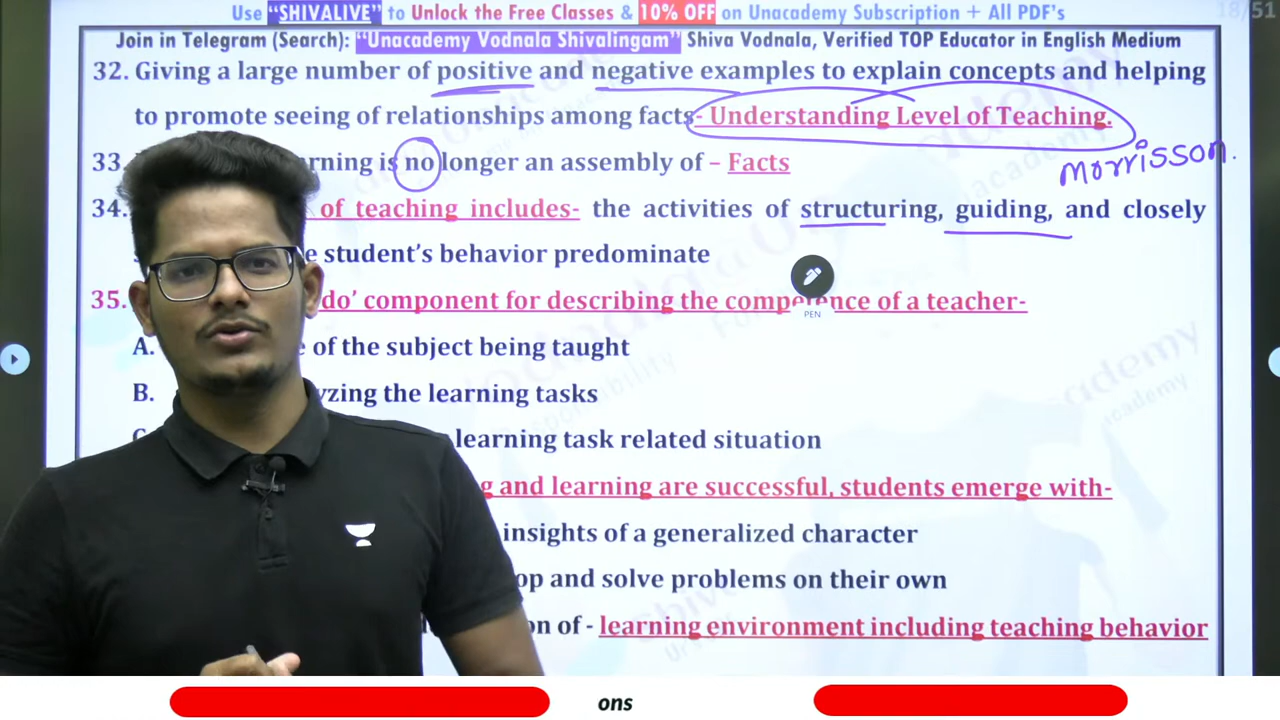 Use "SHIVALIVE" to Unlock the Free Classes & 10% OFF on Unacademy Subscription + All PDF's
18/51
Join in Telegram (Search): "Unacademy Vodnala Shivalingam" Shiva Vodnala, Verified TOP Educator in English Medium
32. Giving a large number of positive and negative examples to explain concepts and helping
to promote seeing of relationships among facts- Understanding Level of Teaching.
Morrisson.
33. rning is no longer an assembly of – Facts
34. of teaching includes- the activities of structuring, guiding, and closely
e student's behavior predominate
PEN
35. do' component for describing the competence of a teacher-
A. e of the subject being taught
B. yzing the learning tasks
C learning task related situation
g and learning are successful, students emerge with-
insights of a generalized character
op and solve problems on their own
on of - learning environment including teaching behavior
ons